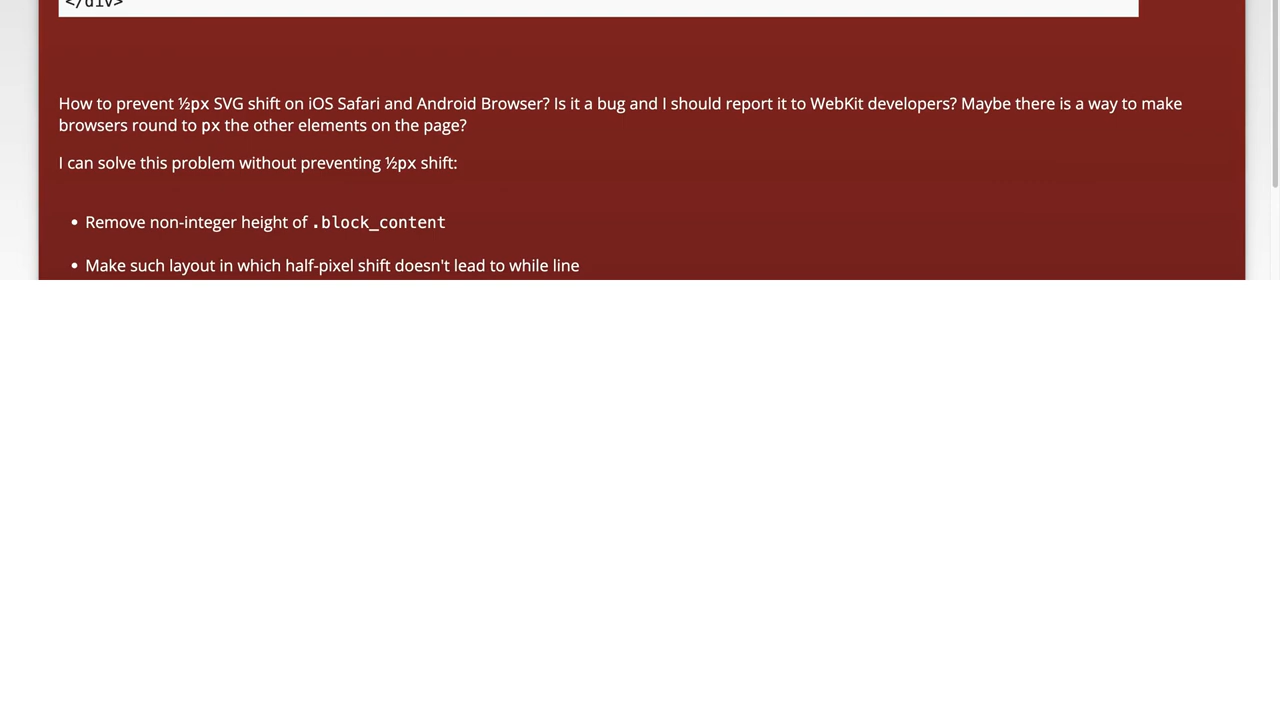 </div>
How to prevent ½px SVG shift on iOS Safari and Android Browser? Is it a bug and I should report it to WebKit developers? Maybe there is a way to make
browsers round to px the other elements on the page?
I can solve this problem without preventing ½px shift:
• Remove non-integer height of .block_content
• Make such layout in which half-pixel shift doesn't lead to while line